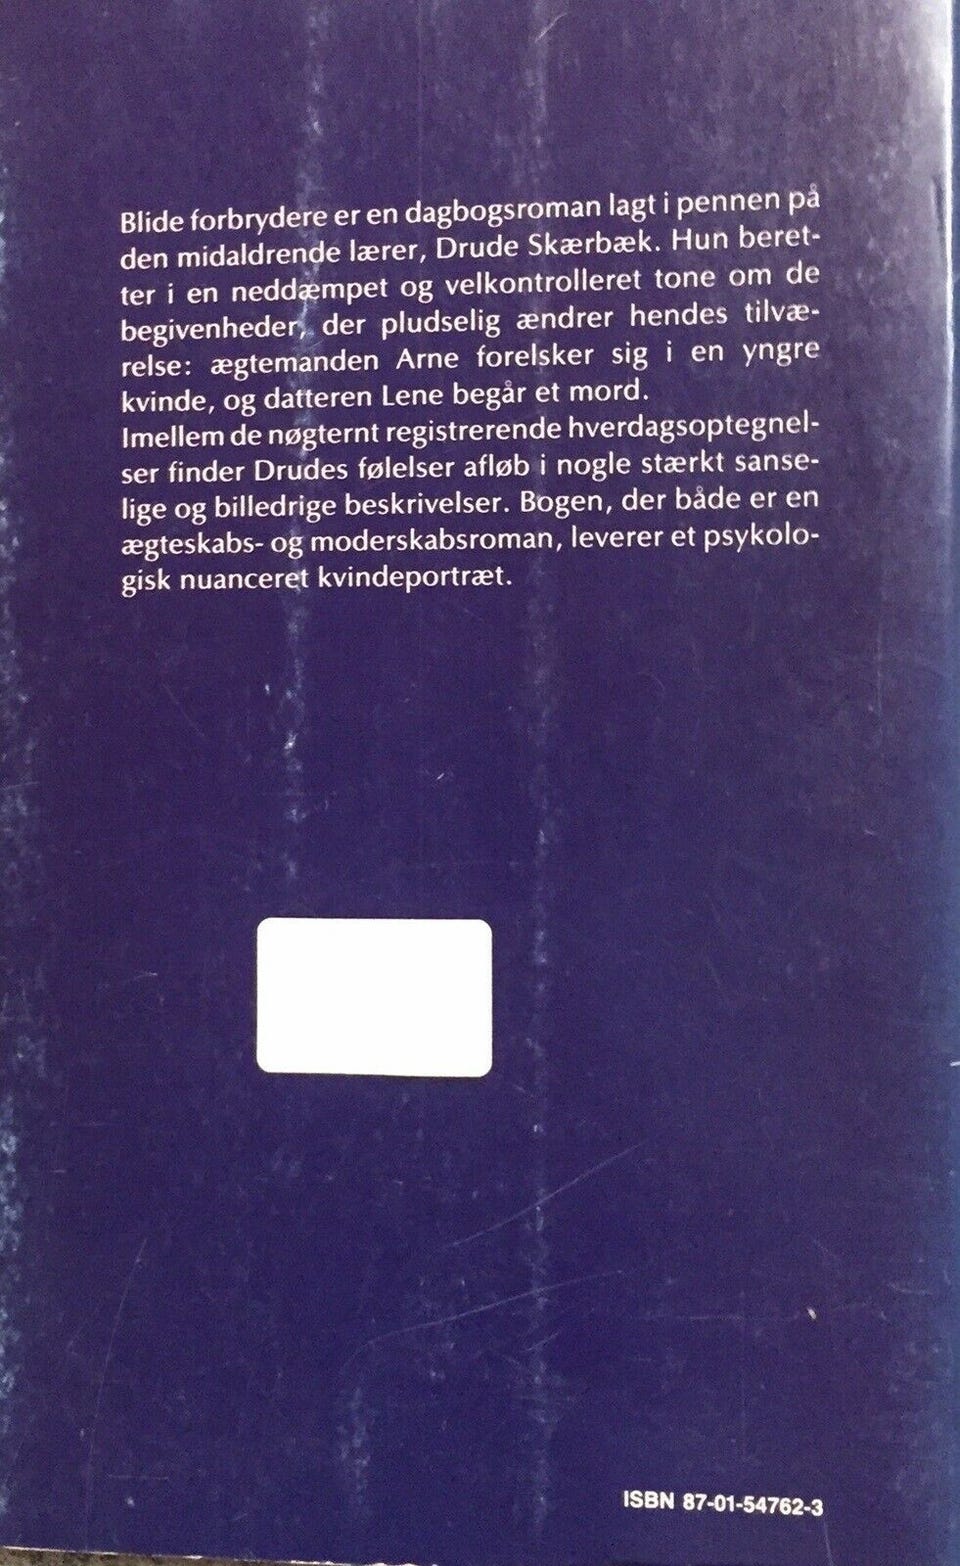 Blide forbrydere er en dagbogsroman lagt i pennen på
den midaldrende lærer, Drude Skærbæk. Hun beret-
ter i en neddæmpet og velkontrolleret tone om de
begivenheder, der pludselig ændrer hendes tilvæ-
relse: ægtemanden Arne forelsker sig i en yngre
kvinde, og datteren Lene begår et mord.
Imellem de nøgternt registrerende hverdagsoptegnel-
ser finder Drudes følelser afløb i nogle stærkt sanse-
lige og billedrige beskrivelser. Bogen, der både er en
ægteskabs- og moderskabsroman, leverer et psykolo-
gisk nuanceret kvindeportræt.
ISBN 87-01-54762-3